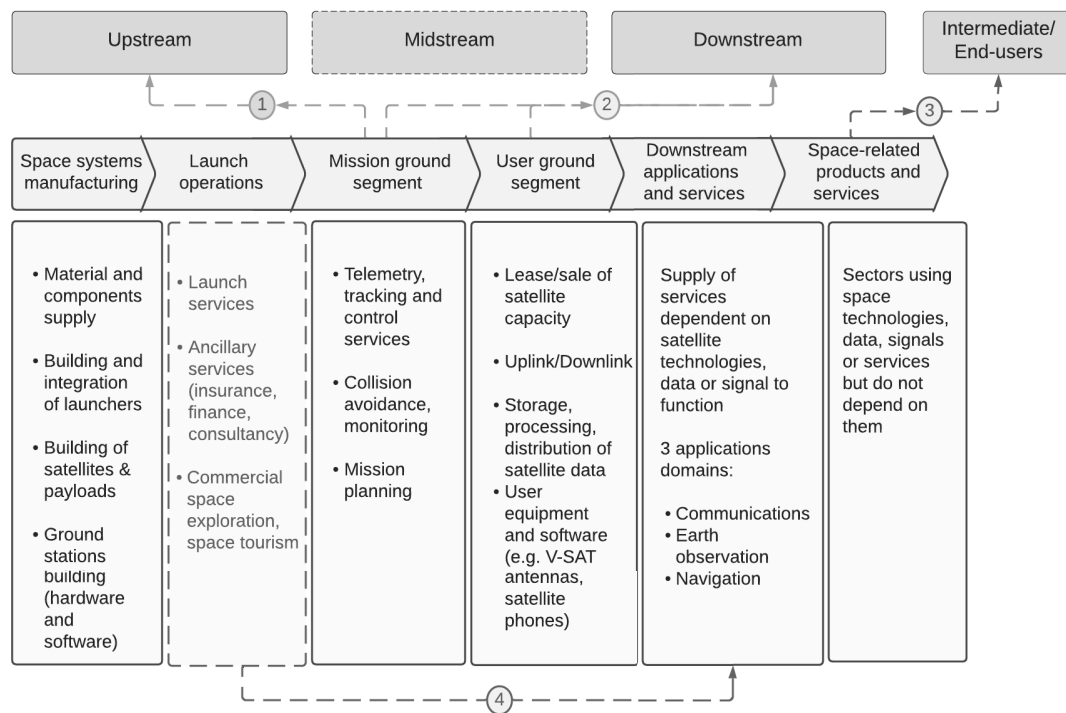 Upstream
Midstream
Downstream
Intermediate/
End-users
1
2
3
Space systems
manufacturing
Launch
operations
Mission ground
segment
User ground
segment
Downstream
applications
and services
Space-related
products and
services
• Material and
components
supply
• Building and
integration
of launchers
• Building of
satellites &
payloads
• Ground
stations
building
(hardware
and
software)
• Launch
services
• Ancillary
services
(insurance,
finance,
consultancy)
• Commercial
space
exploration,
space tourism
• Telemetry,
tracking and
control
services
• Collision
avoidance,
monitoring
• Mission
planning
• Lease/sale of
satellite
capacity
• Uplink/Downlink
• Storage,
processing,
distribution of
satellite data
• User
equipment
and software
(e.g. V-SAT
antennas,
satellite
phones)
Supply of
services
dependent on
satellite
technologies,
data or signal to
function
3 applications
domains:
• Communications
• Earth
observation
• Navigation
Sectors using
space
technologies,
data, signals
or services
but do not
depend on
them
4